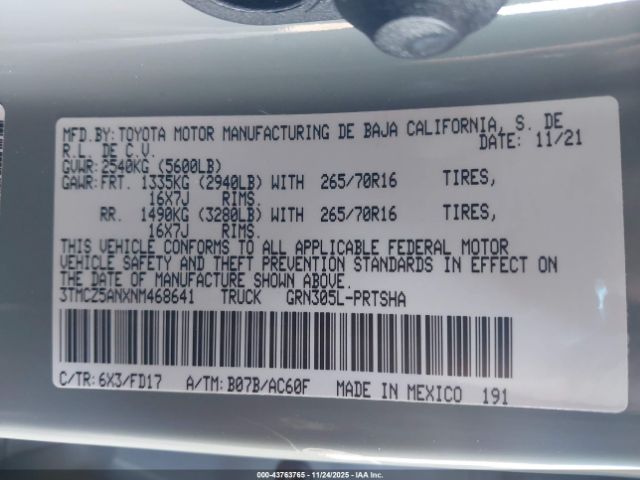 MFD.BY:TOYOTA MOTOR MANUFACTURING DE BAJA CALIFORNIA, S. DE
R.L. DE C.V. DATE: 11/21
GVWR: 2540KG (5600LB)
GAWR:FRT. 1335KG (2940LB) WITH 265/70R16 TIRES,
16X7J RIMS.
RR. 1490KG (3280LB) WITH 265/70R16 TIRES,
16X7J RIMS.
THIS VEHICLE CONFORMS TO ALL APPLICABLE FEDERAL MOTOR
VEHICLE SAFETY AND THEFT PREVENTION STANDARDS IN EFFECT ON
THE DATE OF MANUFACTURE SHOWN ABOVE.
3TMCZ5ANXNM468641 TRUCK GRN305L-PRTSHA
C/TR: 6X3/FD17 A/TM: B07B/AC60F MADE IN MEXICO 191
000-43763765 - 11/24/2025 - IAAI.COM